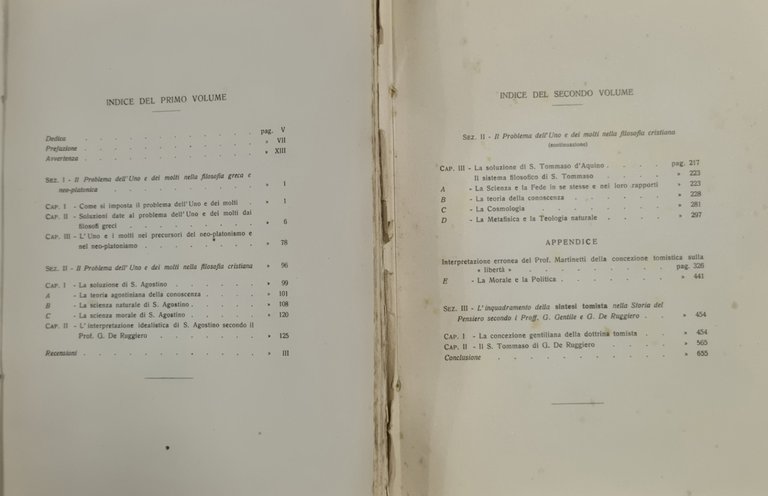 INDICE DEL PRIMO VOLUME
Dedica . . . . . . . . . . . pag. V
Prefazione . . . . . . . . . . . » VII
Avvertenza . . . . . . . . . . . » XIII
SEZ. I - Il Problema dell'Uno e dei molti nella filosofia greca e
neo-platonica . . . . . . . . . » 1
CAP. I - Come si imposta il problema dell'Uno e dei molti . » 1
CAP. II - Soluzioni date al problema dell'Uno e dei molti dai
filosofi greci . . . . . . . . » 6
CAP. III - L'Uno e i molti nei precursori del neo-platonismo e
nel neo-platonismo . . . . . . . » 78
SEZ. II - Il Problema dell'Uno e dei molti nella filosofia cristiana » 96
CAP. I - La soluzione di S. Agostino . . . . . » 99
A - La teoria agostiniana della conoscenza . . . . » 101
B - La scienza naturale di S. Agostino . . . . . » 108
C - La scienza morale di S. Agostino . . . . . » 120
CAP. II - L'interpretazione idealistica di S. Agostino secondo il
Prof. G. De Ruggiero . . . . . . . » 125
Recensioni . . . . . . . . . . . » III
INDICE DEL SECONDO VOLUME
SEZ. II - Il Problema dell'Uno e dei molti nella filosofia cristiana
(continuazione)
CAP. III - La soluzione di S. Tommaso d'Aquino . . . . pag. 217
Il sistema filosofico di S. Tommaso . . . . » 223
A - La Scienza e la Fede in se stesse e nei loro rapporti » 223
B - La teoria della conoscenza . . . . . . » 228
C - La Cosmologia . . . . . . . . » 281
D - La Metafisica e la Teologia naturale . . . . » 297
APPENDICE
Interpretazione erronea del Prof. Martinetti della concezione tomistica sulla
« libertà » . . . . . . . . . pag. 326
E - La Morale e la Politica . . . . . . . » 441
SEZ. III - L'inquadramento della sintesi tomista nella Storia del
Pensiero secondo i Proff. G. Gentile e G. De Ruggiero . . » 454
CAP. I - La concezione gentiliana della dottrina tomista . . » 454
CAP. II - Il S. Tommaso di G. De Ruggiero . . . . » 565
Conclusione . . . . . . . . . . » 655